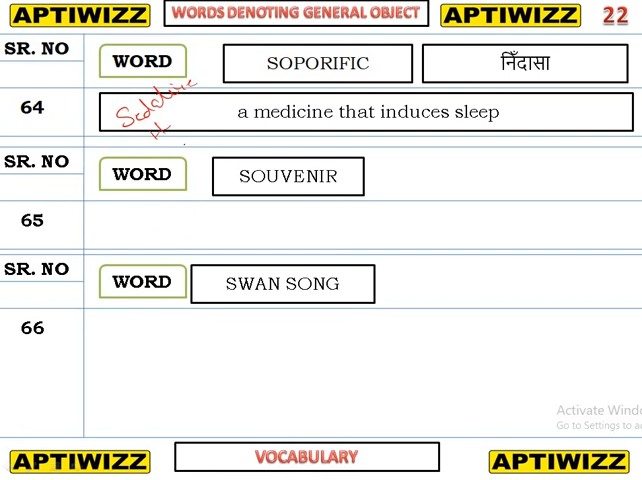 APTIWIZZ WORDS DENOTING GENERAL OBJECT APTIWIZZ 22
SR. NO WORD SOPORIFIC निँदासा
64 Sedative a medicine that induces sleep
SR. NO WORD SOUVENIR
65
SR. NO WORD SWAN SONG
66
Activate Windo
Go to Settings to a
APTIWIZZ VOCABULARY APTIWIZZ